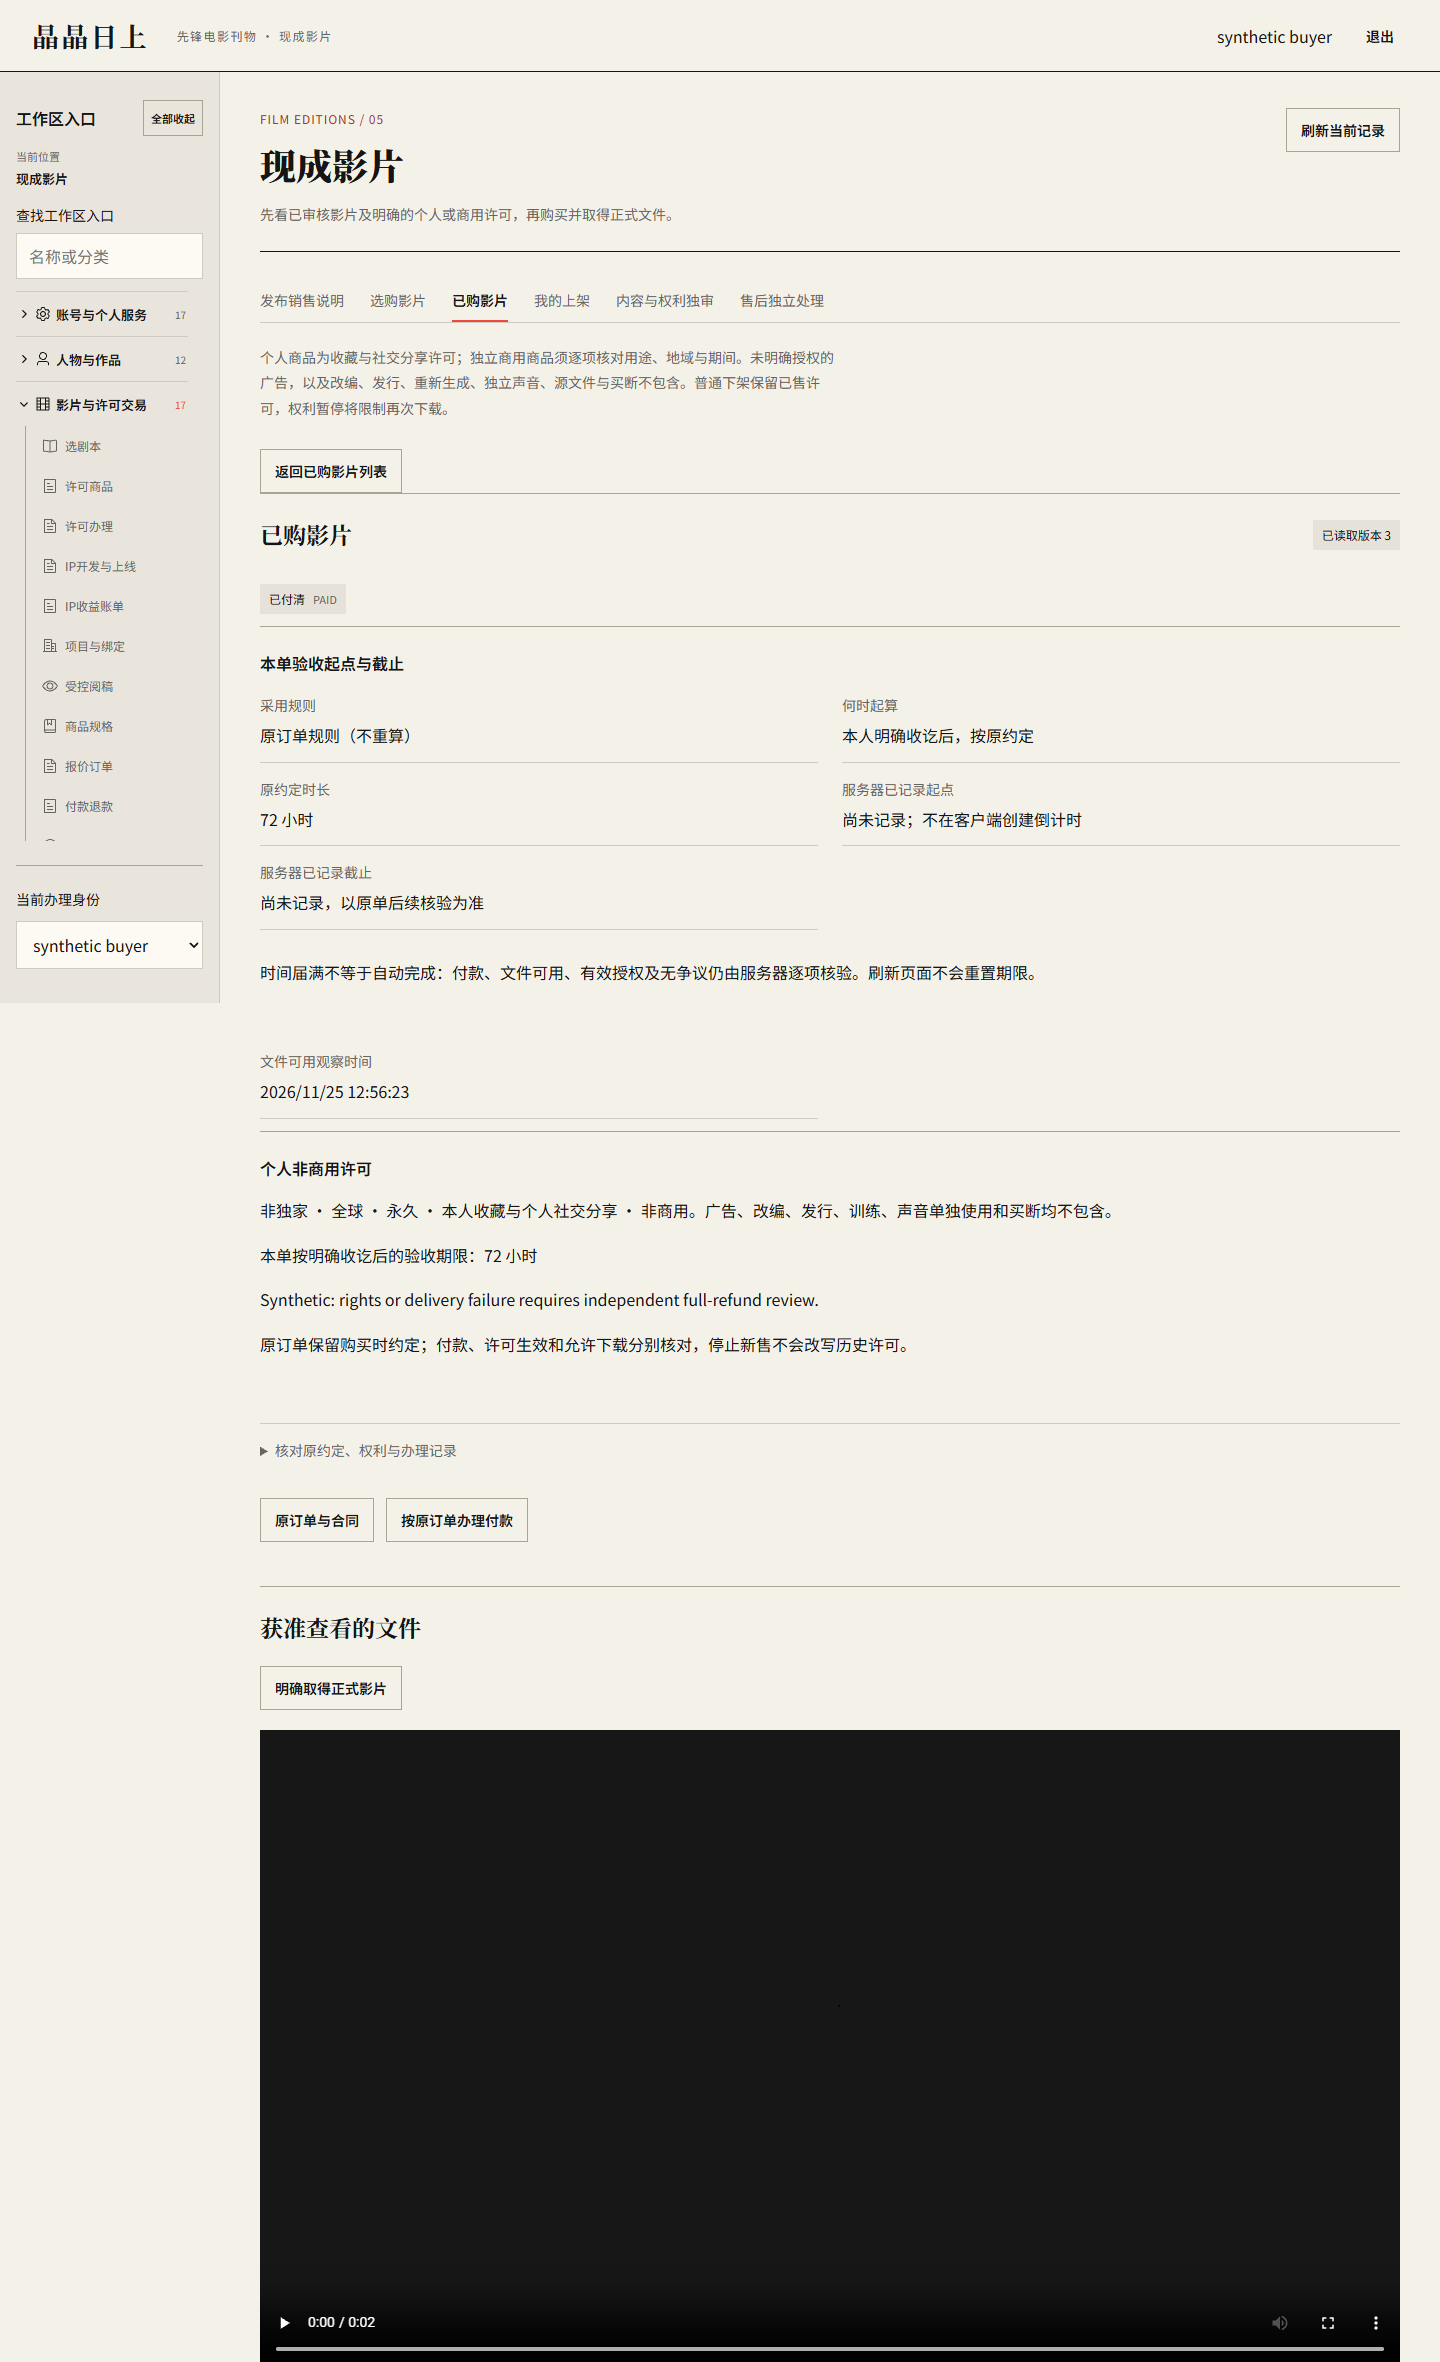 晶晶日上
先锋电影刊物 · 现成影片
synthetic buyer
退出
工作区入口
全部收起
当前位置
现成影片
查找工作区入口
名称或分类
账号与个人服务 17
人物与作品 12
影片与许可交易 17
选剧本
许可商品
许可办理
IP开发与上线
IP收益账单
项目与绑定
受控阅稿
商品规格
报价订单
付款退款
当前办理身份
synthetic buyer
FILM EDITIONS / 05
现成影片
刷新当前记录
先看已审核影片及明确的个人或商用许可，再购买并取得正式文件。
发布销售说明 选购影片 已购影片 我的上架 内容与权利独审 售后独立处理
个人商品为收藏与社交分享许可；独立商用商品须逐项核对用途、地域与期间。未明确授权的
广告，以及改编、发行、重新生成、独立声音、源文件与买断不包含。普通下架保留已售许
可，权利暂停将限制再次下载。
返回已购影片列表
已购影片
已读取版本 3
已付清 PAID
本单验收起点与截止
采用规则
原订单规则（不重算）
何时起算
本人明确收讫后，按原约定
原约定时长
72 小时
服务器已记录起点
尚未记录；不在客户端创建倒计时
服务器已记录截止
尚未记录，以原单后续核验为准
时间届满不等于自动完成：付款、文件可用、有效授权及无争议仍由服务器逐项核验。刷新页面不会重置期限。
文件可用观察时间
2026/11/25 12:56:23
个人非商用许可
非独家 · 全球 · 永久 · 本人收藏与个人社交分享 · 非商用。广告、改编、发行、训练、声音单独使用和买断均不包含。
本单按明确收讫后的验收期限：72 小时
Synthetic: rights or delivery failure requires independent full-refund review.
原订单保留购买时约定；付款、许可生效和允许下载分别核对，停止新售不会改写历史许可。
核对原约定、权利与办理记录
原订单与合同
按原订单办理付款
获准查看的文件
明确取得正式影片
0:00 / 0:02